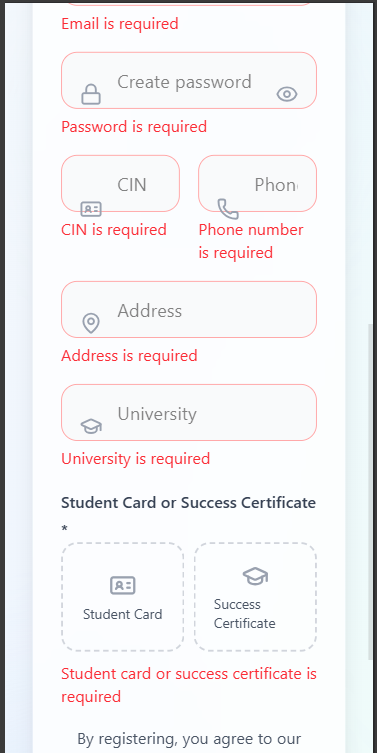 Email is required
Create password
Password is required
CIN
Phon
CIN is required
Phone number
is required
Address
Address is required
University
University is required
Student Card or Success Certificate
*
Student Card
Success
Certificate
Student card or success certificate is
required
By registering, you agree to our